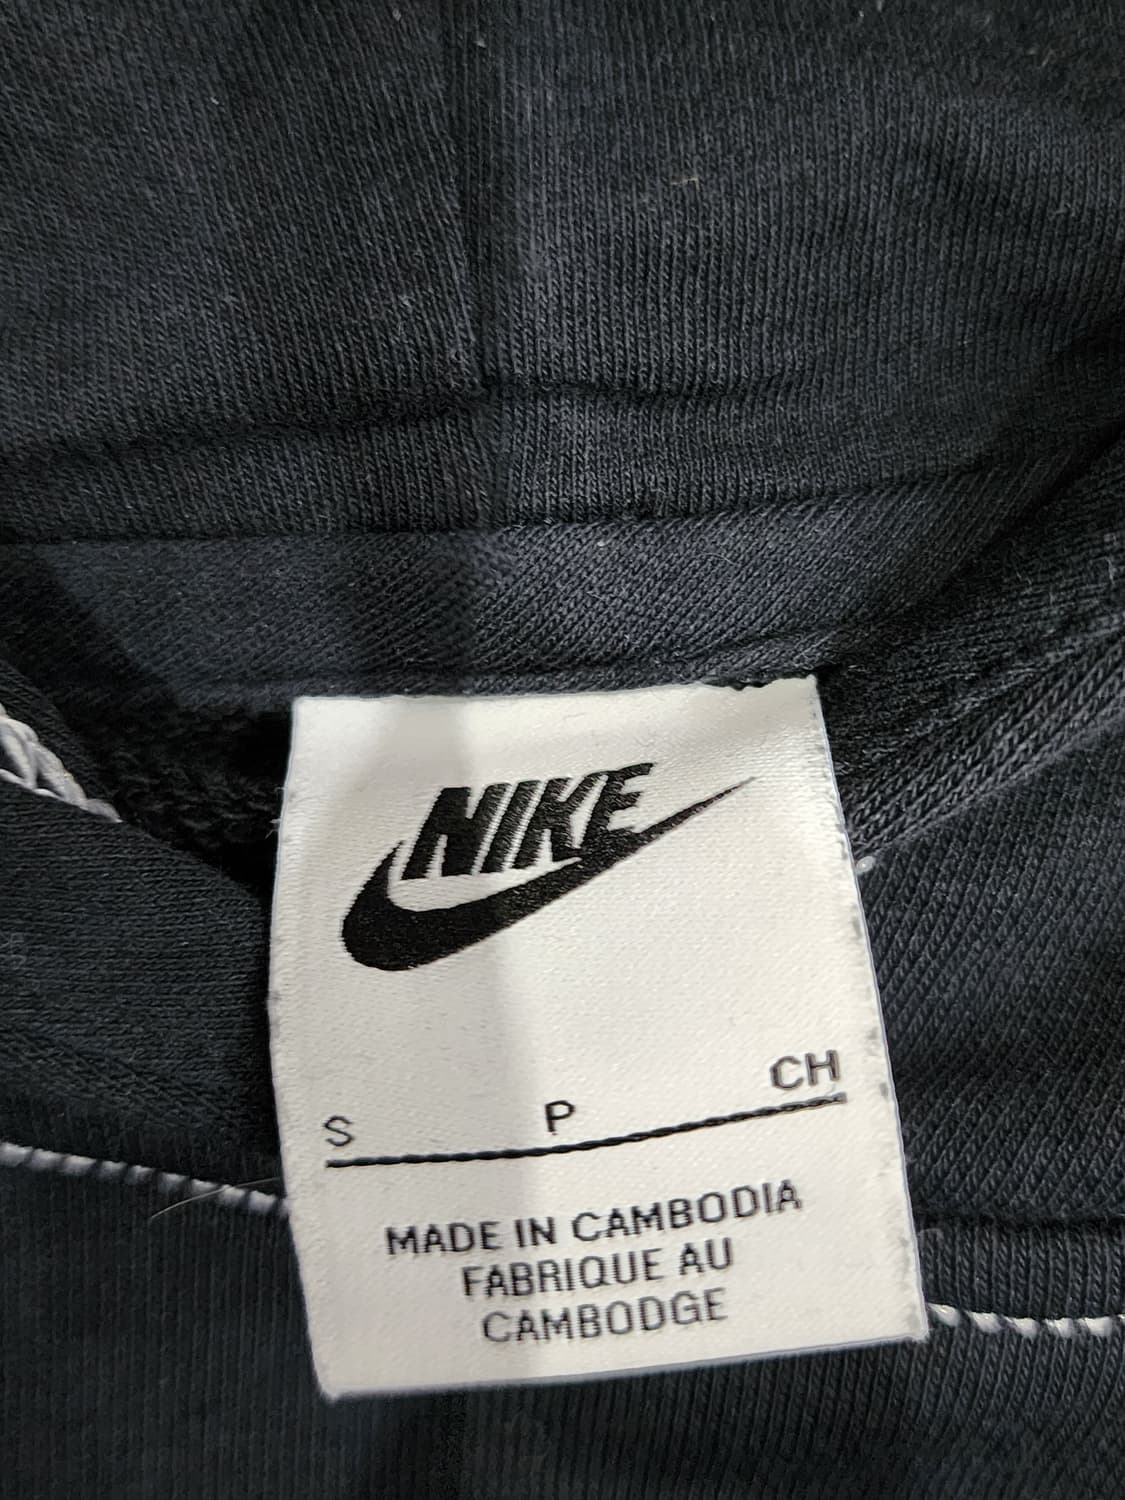 NIKE
S P CH
MADE IN CAMBODIA
FABRIQUE AU
CAMBODGE